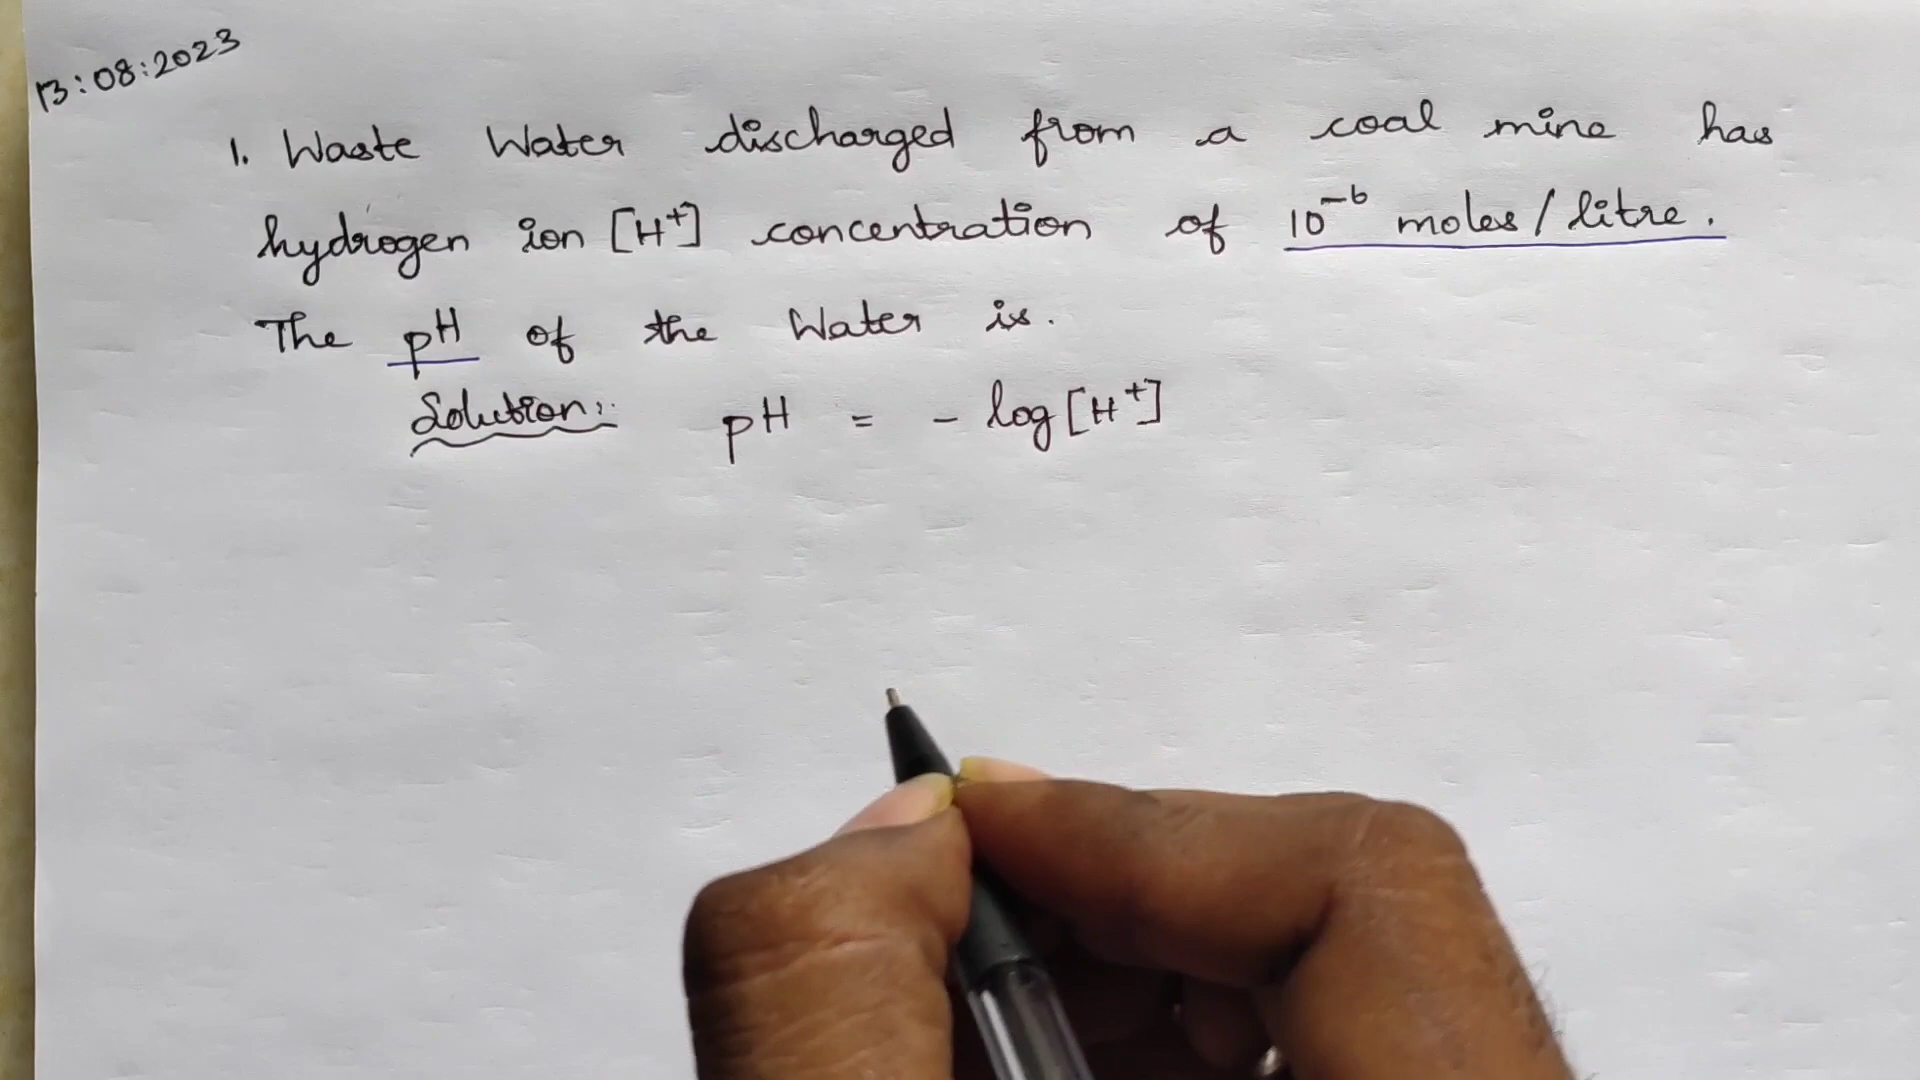 13:08:2023
1. Waste Water discharged from a coal mine has
hydrogen ion [H⁺] concentration of 10⁻⁶ moles/litre.
The pH of the Water is.
Solution:. pH = - log[H⁺]